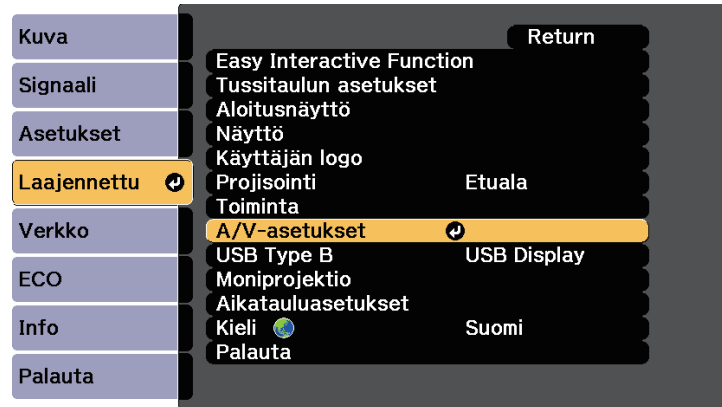 Kuva
Signaali
Asetukset
Laajennettu
Verkko
ECO
Info
Palauta
Return
Easy Interactive Function
Tussitaulun asetukset
Aloitusnäyttö
Näyttö
Käyttäjän logo
Projisointi Etuala
Toiminta
A/V-asetukset
USB Type B USB Display
Moniprojektio
Aikatauluasetukset
Kieli Suomi
Palauta